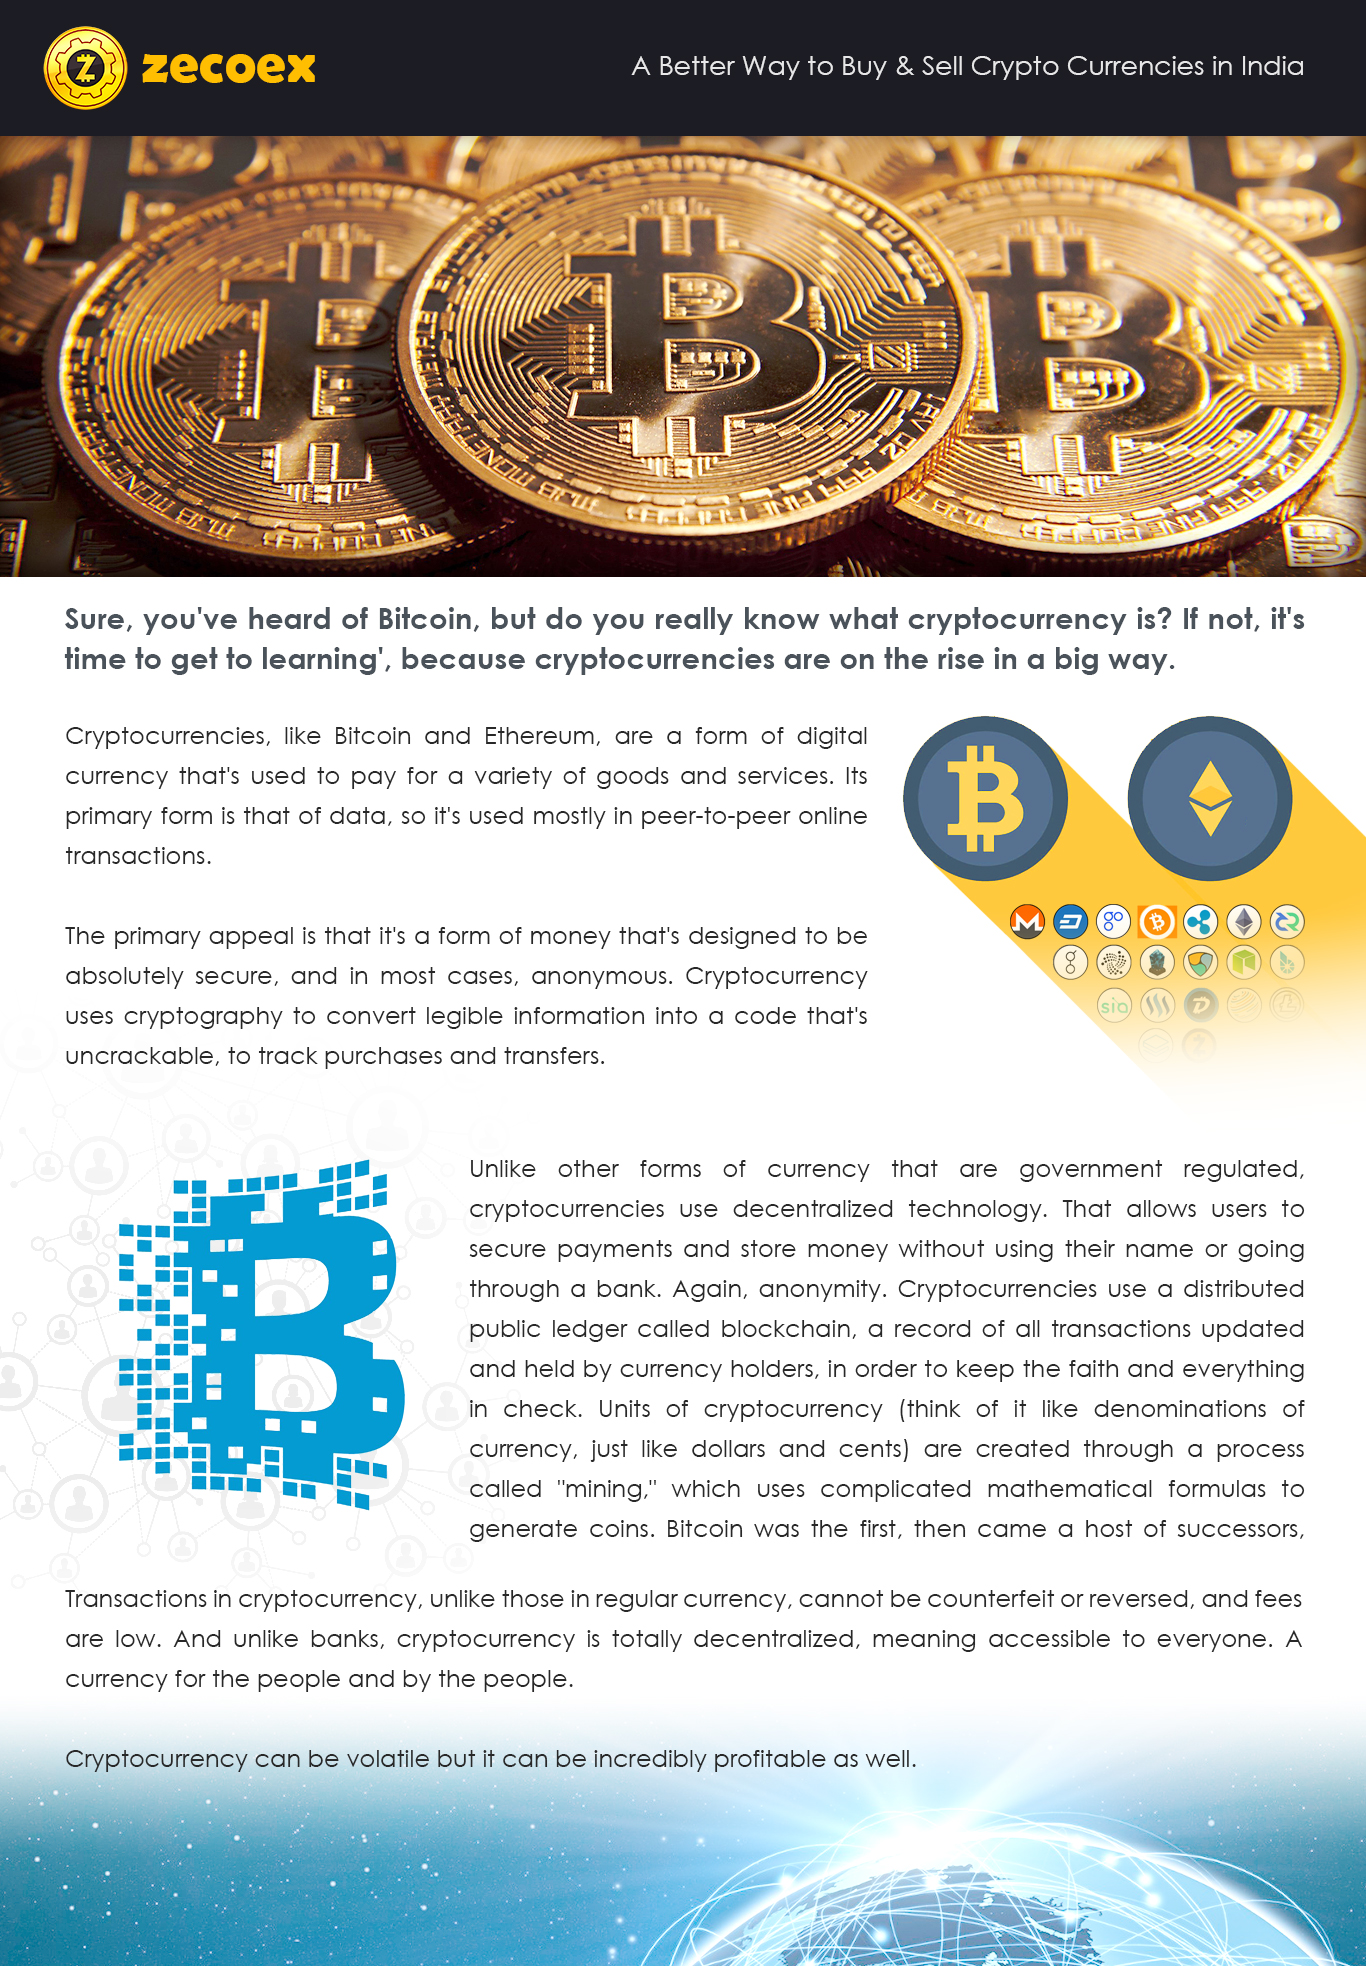 zecoex
A Better Way to Buy & Sell Crypto Currencies in India
Sure, you've heard of Bitcoin, but do you really know what cryptocurrency is? If not, it's
time to get to learning', because cryptocurrencies are on the rise in a big way.
Cryptocurrencies, like Bitcoin and Ethereum, are a form of digital
currency that's used to pay for a variety of goods and services. Its
primary form is that of data, so it's used mostly in peer-to-peer online
transactions.
The primary appeal is that it's a form of money that's designed to be
absolutely secure, and in most cases, anonymous. Cryptocurrency
uses cryptography to convert legible information into a code that's
uncrackable, to track purchases and transfers.
sia
Unlike other forms of currency that are government regulated,
cryptocurrencies use decentralized technology. That allows users to
secure payments and store money without using their name or going
through a bank. Again, anonymity. Cryptocurrencies use a distributed
public ledger called blockchain, a record of all transactions updated
and held by currency holders, in order to keep the faith and everything
in check. Units of cryptocurrency (think of it like denominations of
currency, just like dollars and cents) are created through a process
called "mining," which uses complicated mathematical formulas to
generate coins. Bitcoin was the first, then came a host of successors,
Transactions in cryptocurrency, unlike those in regular currency, cannot be counterfeit or reversed, and fees
are low. And unlike banks, cryptocurrency is totally decentralized, meaning accessible to everyone. A
currency for the people and by the people.
Cryptocurrency can be volatile but it can be incredibly profitable as well.